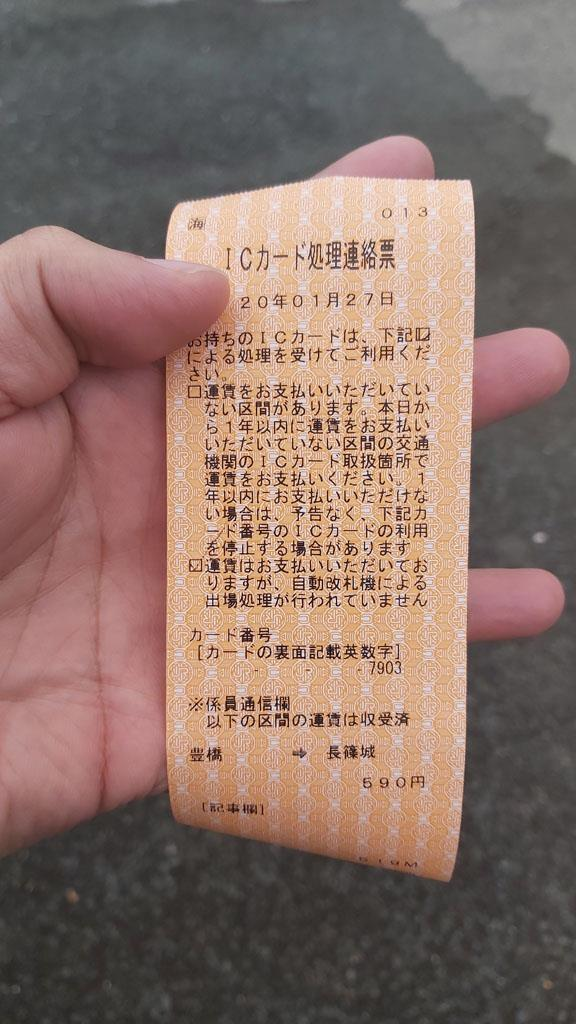 海 013
ICカード処理連絡票
20年01月27日
お持ちのICカードは、下記☑
による処理を受けてご利用くだ
さい。
□運賃をお支払いいただいてい
ない区間があります。本日か
ら1年以内に運賃をお支払い
いただいていない区間の交通
機関のICカード取扱箇所で
運賃をお支払いください。1
年以内にお支払いいただけな
い場合は、予告なく、下記カ
ード番号のICカードの利用
を停止する場合があります
☑運賃はお支払いいただいてお
りますが、自動改札機による
出場処理が行われていません
カード番号
[カードの裏面記載英数字]
- - -7903
※係員通信欄
以下の区間の運賃は収受済
豊橋 ⇒ 長篠城
590円
[記事欄]